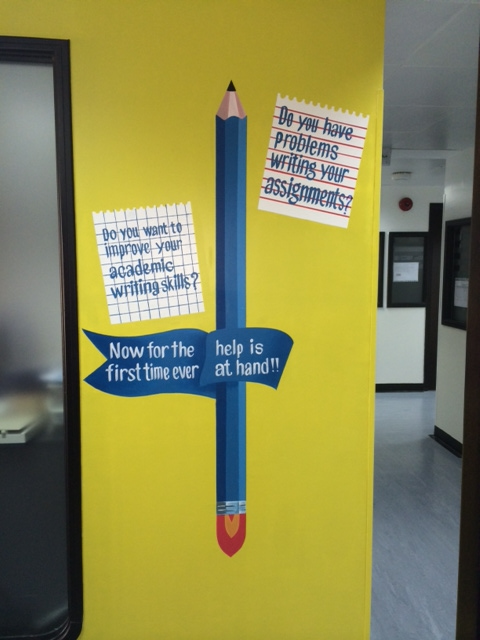 Do you have
problems
writing your
assignments?
Do you want to
improve your
academic
writing skills?
Now for the help is
first time ever at hand!!